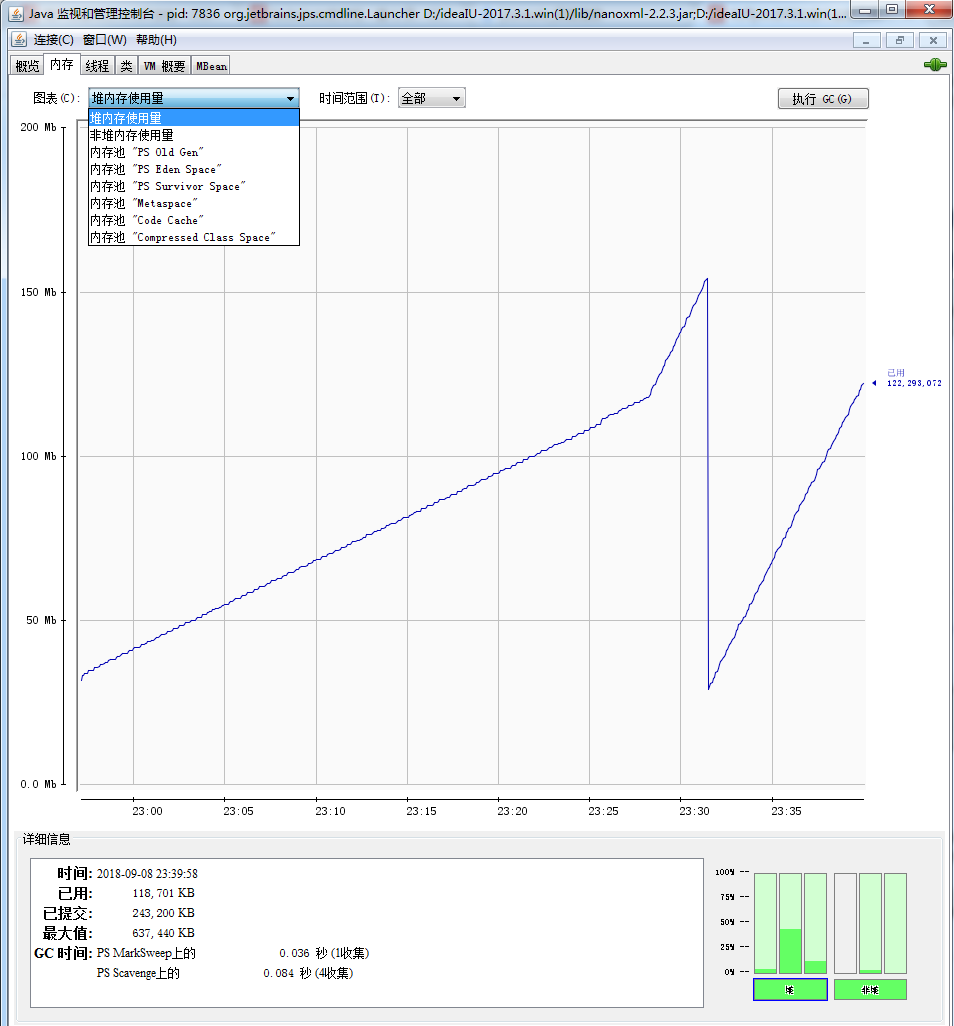 Java 监视和管理控制台 - pid: 7836 org.jetbrains.jps.cmdline.Launcher D:/ideaIU-2017.3.1.win(1)/lib/nanoxml-2.2.3.jar;D:/ideaIU-2017.3.1.win(1...
连接(C) 窗口(W) 帮助(H)
概览 内存 线程 类 VM 概要 MBean
图表(C): 堆内存使用量 时间范围(T): 全部 执行 GC(G)
堆内存使用量
非堆内存使用量
内存池 "PS Old Gen"
内存池 "PS Eden Space"
内存池 "PS Survivor Space"
内存池 "Metaspace"
内存池 "Code Cache"
内存池 "Compressed Class Space"
200 Mb
150 Mb
100 Mb
50 Mb
0.0 Mb
已用
122,293,072
23:00 23:05 23:10 23:15 23:20 23:25 23:30 23:35
详细信息
时间: 2018-09-08 23:39:58
已用: 118,701 KB
已提交: 243,200 KB
最大值: 637,440 KB
GC 时间: PS MarkSweep上的 0.036 秒 (1收集)
PS Scavenge上的 0.084 秒 (4收集)
100%
75%
50%
25%
0%
堆 非堆